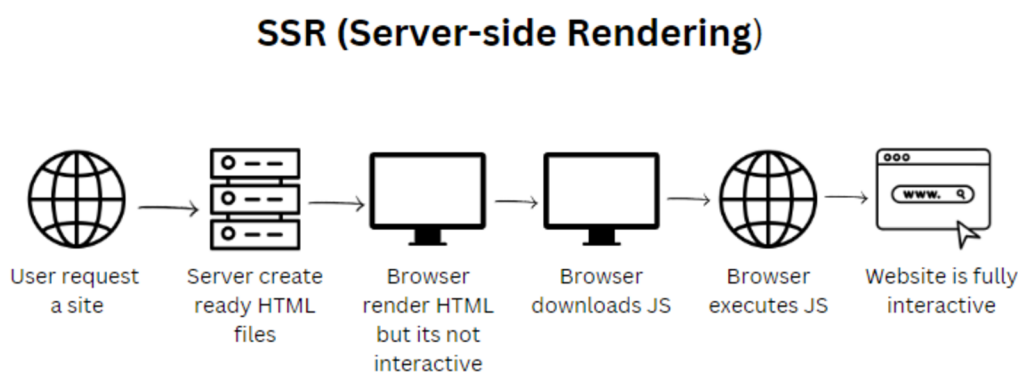 SSR (Server-side Rendering)
www.
User request
a site
Server create
ready HTML
files
Browser
render HTML
but its not
interactive
Browser
downloads JS
Browser
executes JS
Website is fully
interactive